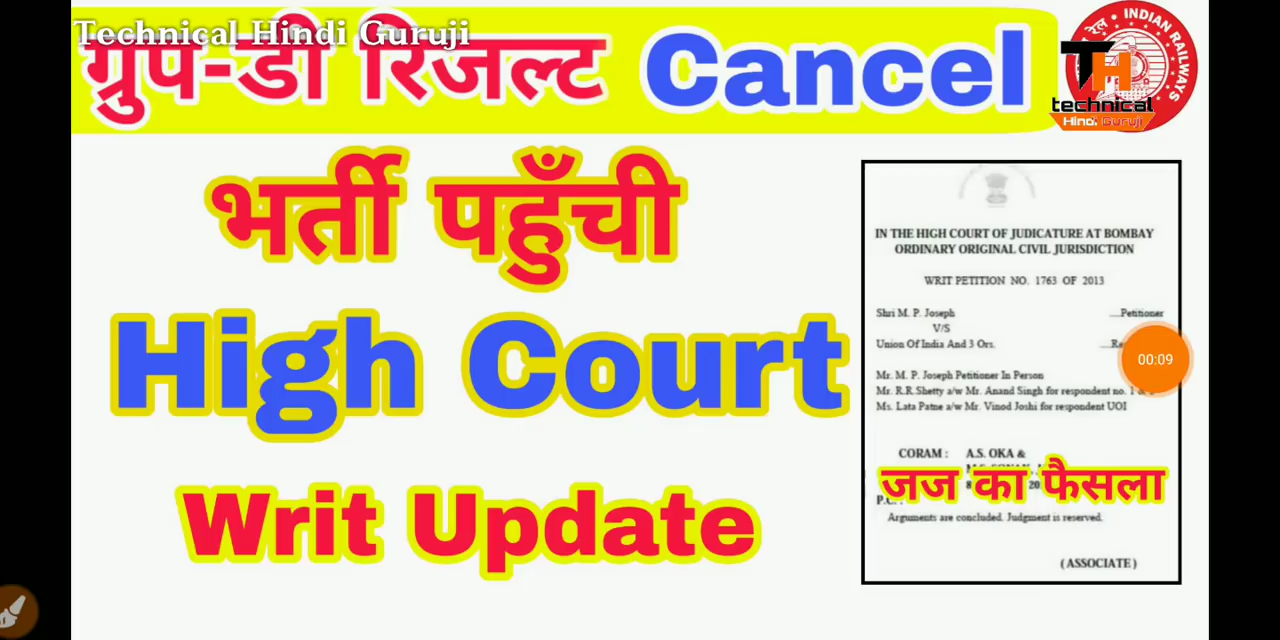 Technical Hindi Guruji
ग्रुप-डी रिजल्ट Cancel
INDIAN RAILWAYS
रेल
TH
technical
Hindi Guruji
भर्ती पहुँची
High Court
Writ Update
IN THE HIGH COURT OF JUDICATURE AT BOMBAY
ORDINARY ORIGINAL CIVIL JURISDICTION
WRIT PETITION NO. 1763 OF 2013
Shri M. P. Joseph ....Petitioner
V/S
Union Of India And 3 Ors.
00:09
Mr. M. P. Joseph Petitioner In Person
Mr. R.R.Shetty a/w Mr. Anand Singh for respondent no. 1
Ms. Lata Patne a/w Mr. Vinod Joshi for respondent UOI
CORAM : A.S. OKA &
जज का फैसला
Arguments are concluded. Judgment is reserved.
(ASSOCIATE)